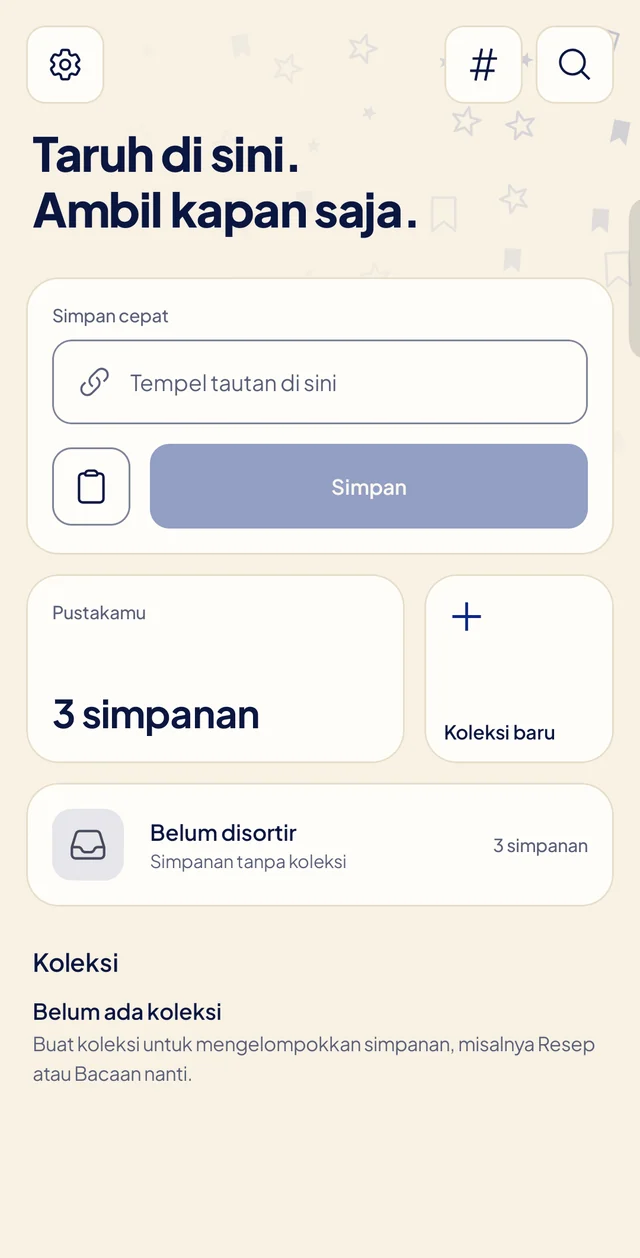 #
Taruh di sini.
Ambil kapan saja.
Simpan cepat
Tempel tautan di sini
Simpan
Pustakamu
3 simpanan
Koleksi baru
Belum disortir
Simpanan tanpa koleksi
3 simpanan
Koleksi
Belum ada koleksi
Buat koleksi untuk mengelompokkan simpanan, misalnya Resep
atau Bacaan nanti.